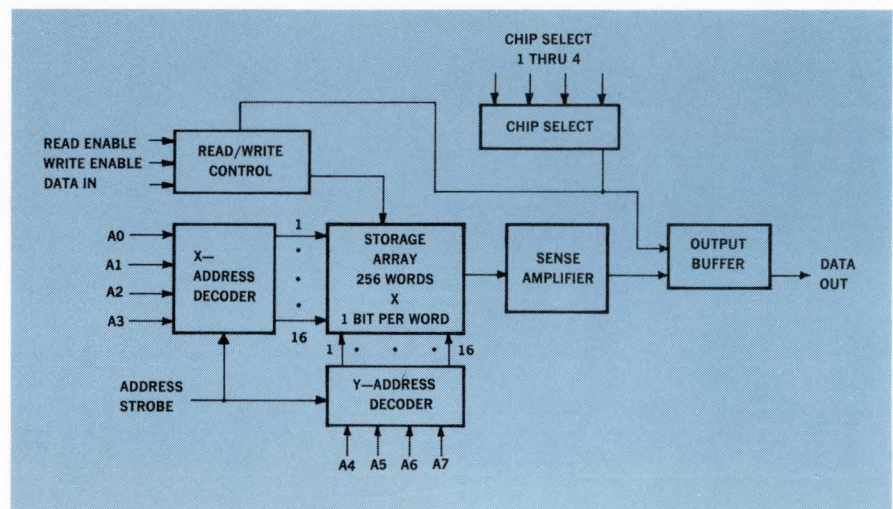 CHIP SELECT
1 THRU 4
CHIP SELECT
READ ENABLE
WRITE ENABLE
DATA IN
READ/WRITE
CONTROL
A0
A1
A2
A3
X—
ADDRESS
DECODER
1
16
STORAGE
ARRAY
256 WORDS
X
1 BIT PER WORD
SENSE
AMPLIFIER
OUTPUT
BUFFER
DATA
OUT
1
16
ADDRESS
STROBE
Y—ADDRESS
DECODER
A4 A5 A6 A7